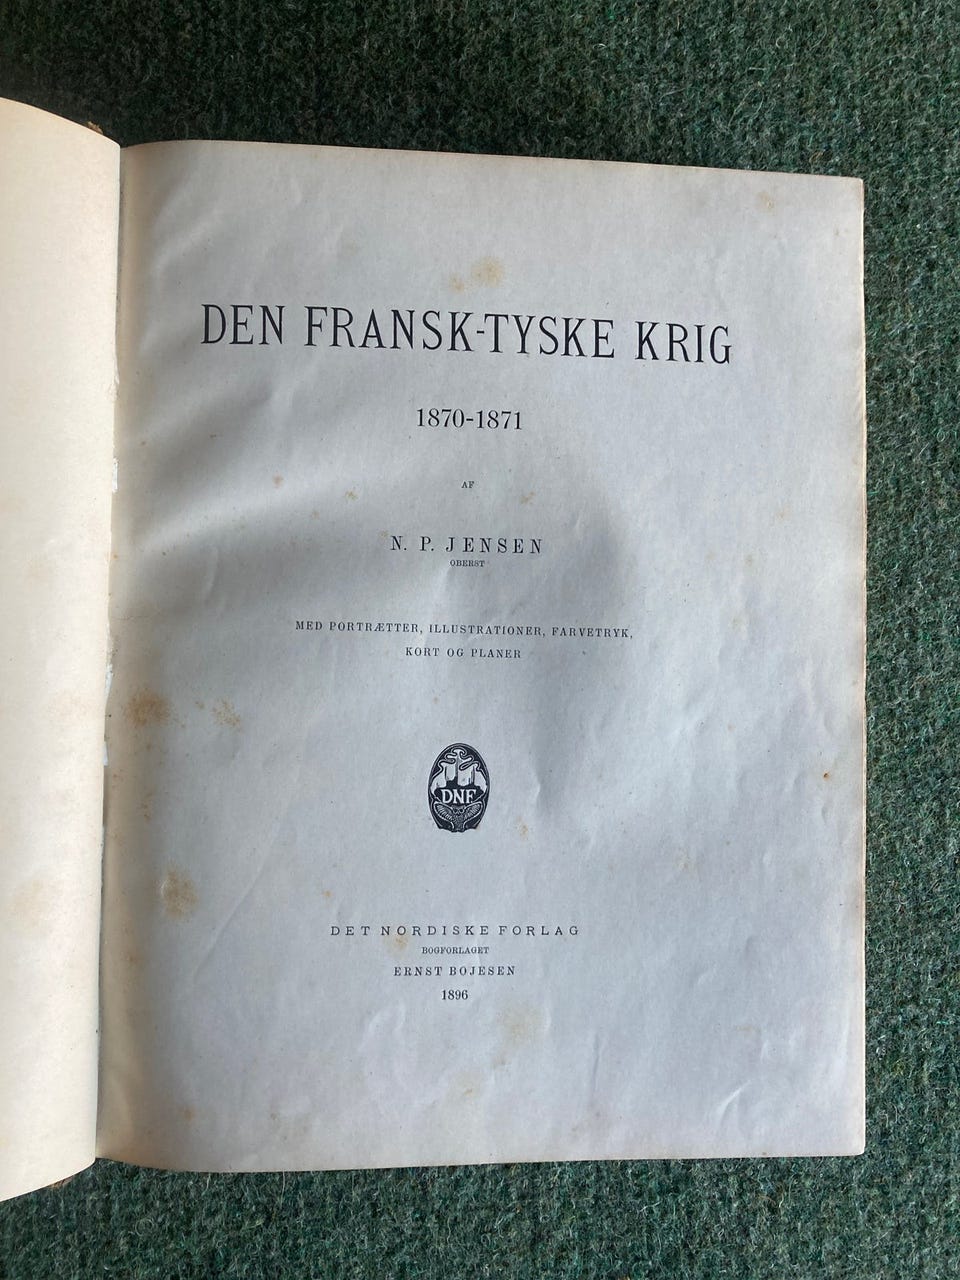 DEN FRANSK-TYSKE KRIG
1870-1871
AF
N. P. JENSEN
OBERST
MED PORTRÆTTER, ILLUSTRATIONER, FARVETRYK,
KORT OG PLANER
DNF
DET NORDISKE FORLAG
BOGFORLAGET
ERNST BOJESEN
1896